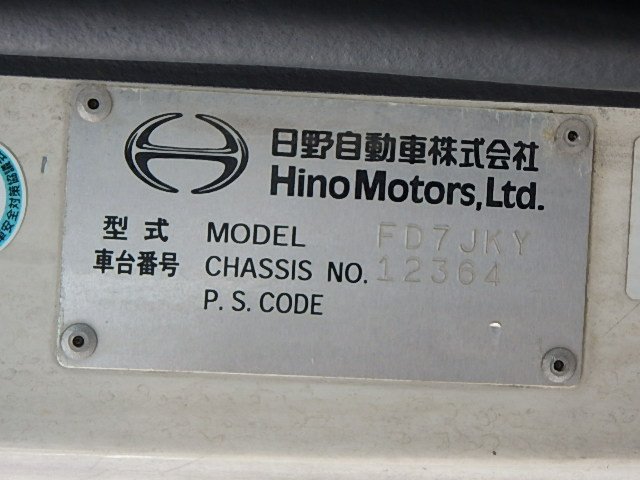 日野自動車株式会社
Hino Motors, Ltd.
型式 MODEL FD7JKY
車台番号 CHASSIS NO. 12364
P. S. CODE